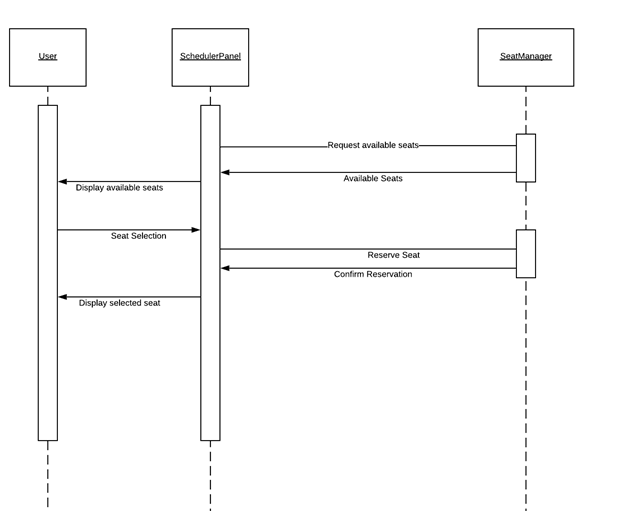 User
SchedulerPanel
SeatManager
Request available seats
Available Seats
Display available seats
Seat Selection
Reserve Seat
Confirm Reservation
Display selected seat